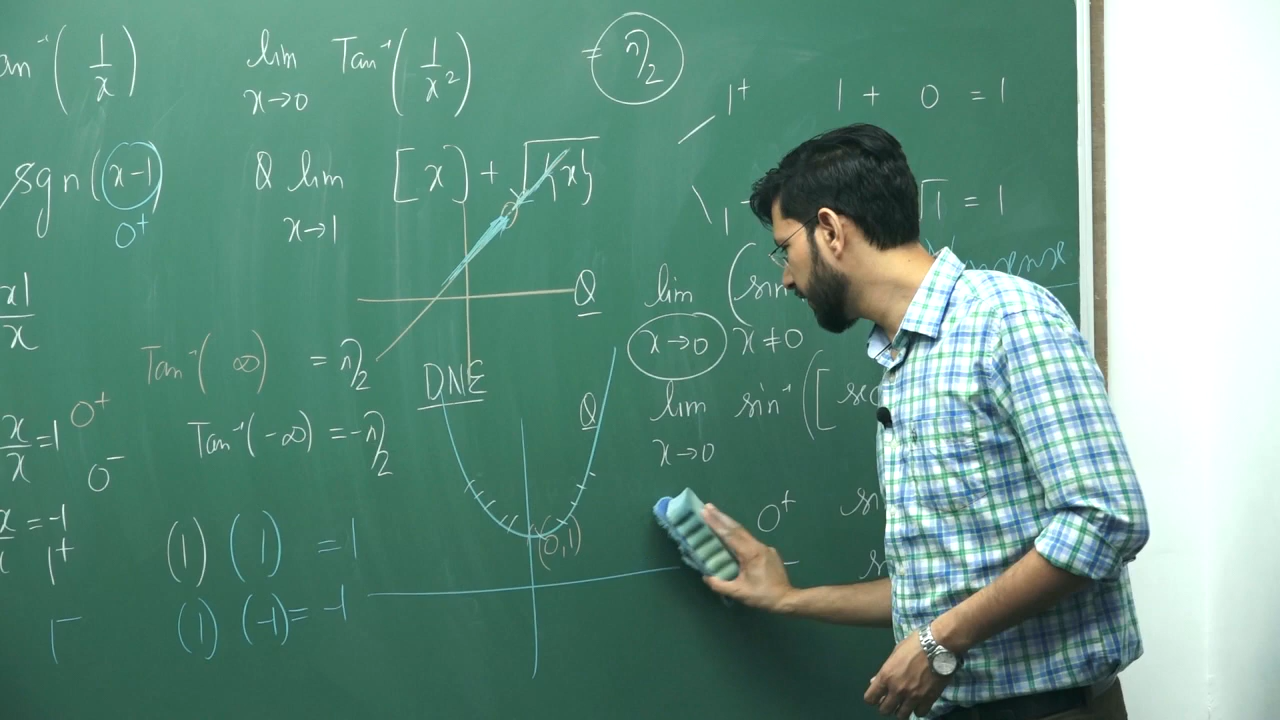 an⁻¹(1/x)
lim x→0 Tan⁻¹(1/x²) = π/2
1⁺ 1 + 0 = 1
sgn(x-1) 0⁺
Q lim x→1 [x] + √{x}
1⁻ √1 = 1
Q
lim x→0 (sin
x≠0
x|/x
Tan⁻¹(∞) = π/2
DNE
Q
lim x→0 sin⁻¹([sec
x/x=1 0⁺
Tan⁻¹(-∞) = -π/2
0⁻
0⁺
x = -1
(0,1)
1⁺ (1) (1) = 1
1⁻ (1) (-1) = -1